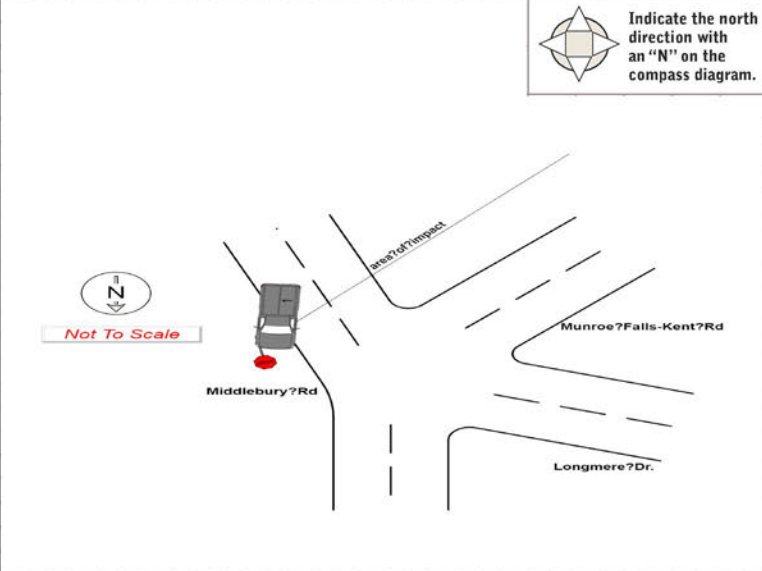 Indicate the north
direction with
an “N” on the
compass diagram.
area?of?impact
N
Not To Scale
Munroe?Falls-Kent?Rd
Middlebury?Rd
Longmere?Dr.